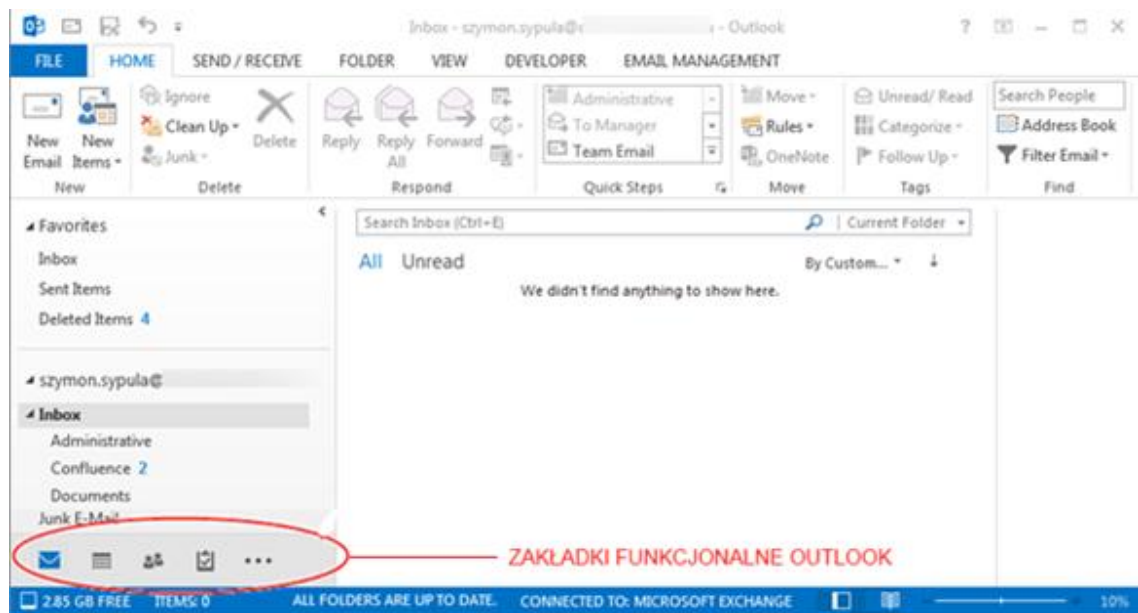 Inbox - szymon.sypula@ - Outlook
FILE HOME SEND / RECEIVE FOLDER VIEW DEVELOPER EMAIL MANAGEMENT
New Email
New Items
Ignore
Clean Up
Junk
Delete
Reply
Reply All
Forward
Administrative
To Manager
Team Email
Move
Rules
OneNote
Unread/ Read
Categorize
Follow Up
Search People
Address Book
Filter Email
New Delete Respond Quick Steps Move Tags Find
Favorites
Inbox
Sent Items
Deleted Items 4
szymon.sypula@
Inbox
Administrative
Confluence 2
Documents
Junk E-Mail
Search Inbox (Ctrl+E) Current Folder
All Unread By Custom...
We didn't find anything to show here.
ZAKŁADKI FUNKCJONALNE OUTLOOK
2.85 GB FREE ITEMS: 0 ALL FOLDERS ARE UP TO DATE. CONNECTED TO: MICROSOFT EXCHANGE 10%